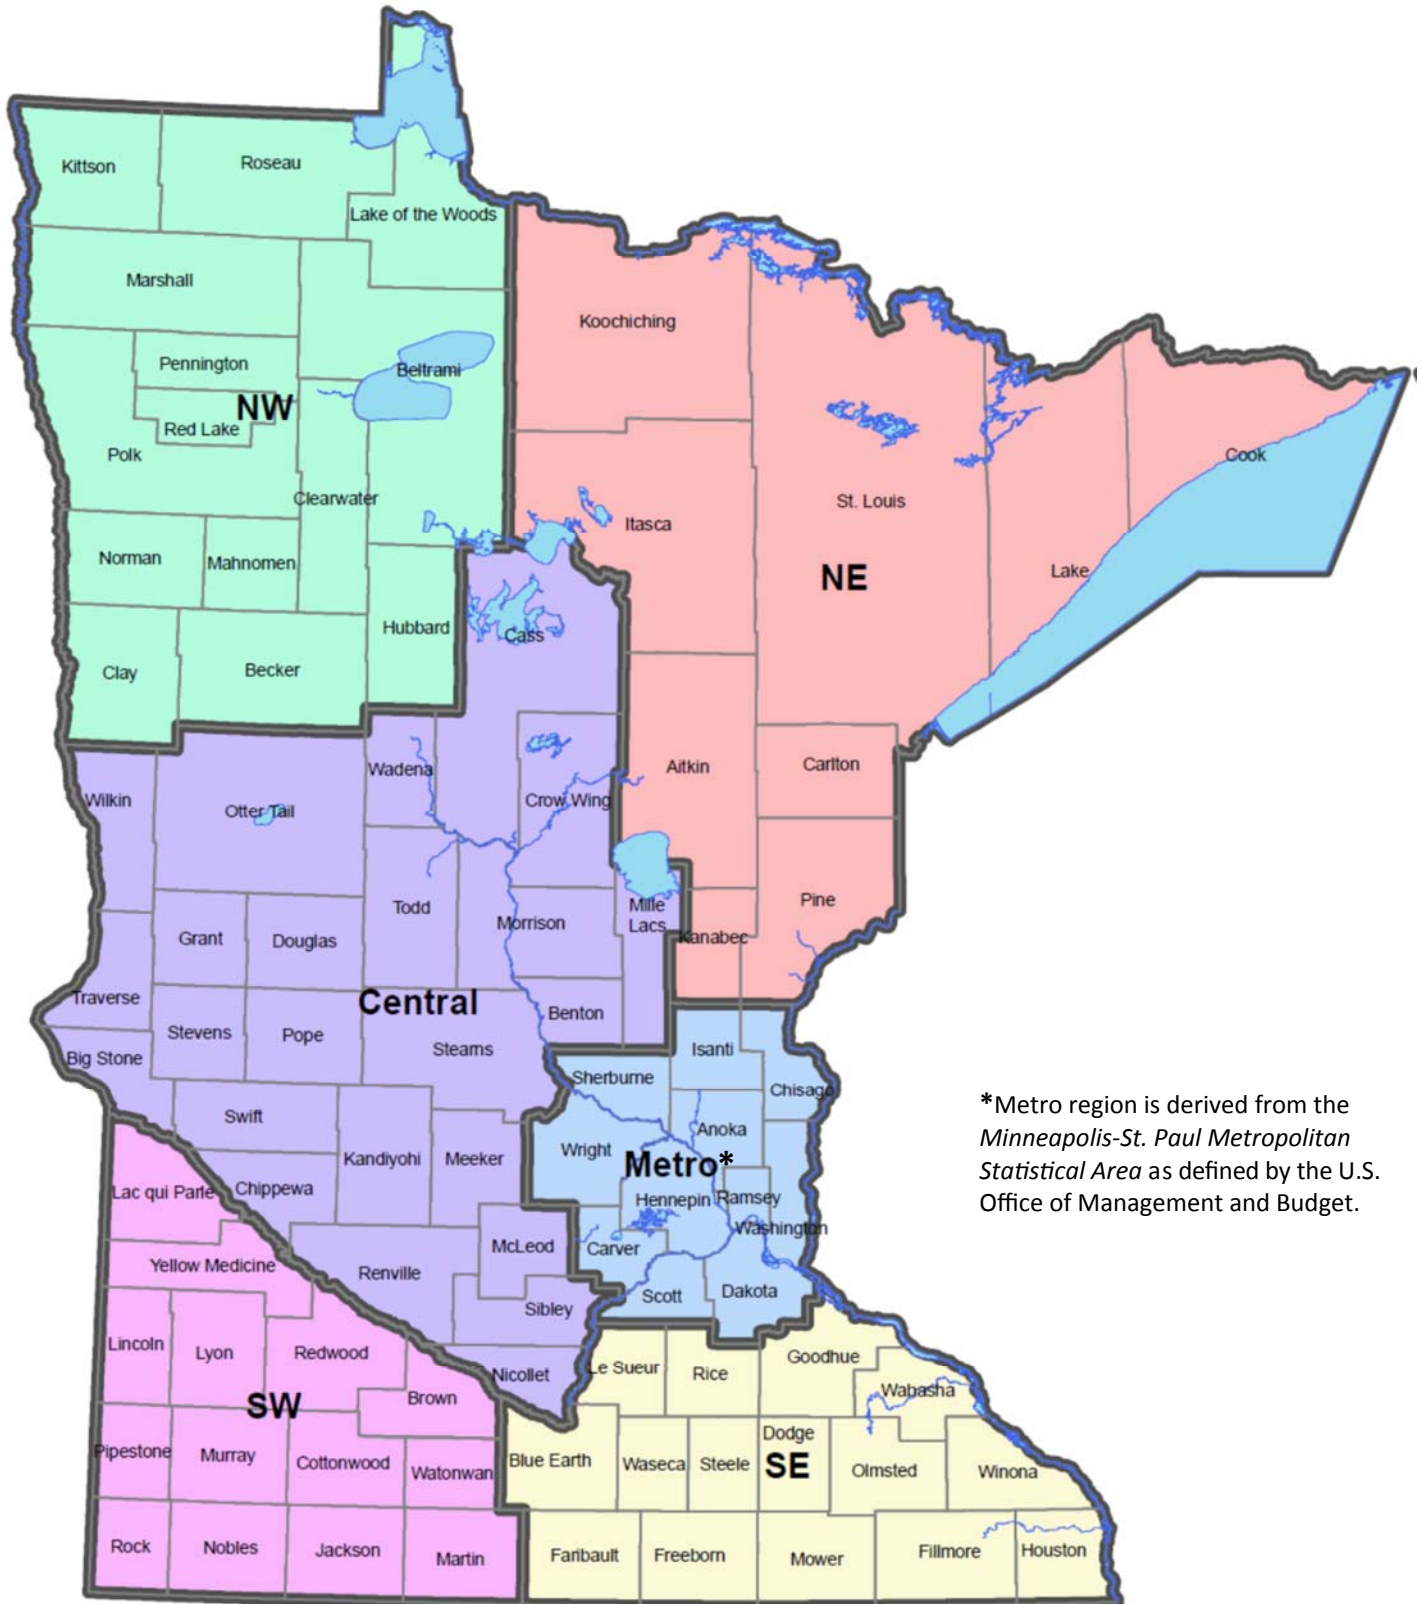 Kittson
Roseau
Lake of the Woods
Marshall
Koochiching
Pennington
Beltrami
NW
Red Lake
Polk
Cook
Clearwater
St. Louis
Itasca
Norman
Mahnomen
Lake
NE
Hubbard
Cass
Clay
Becker
Wadena
Aitkin
Carlton
Wilkin
Otter Tail
Crow Wing
Todd
Morrison
Mille
Lacs
Pine
Grant
Douglas
Kanabec
Traverse
Central
Stevens
Pope
Benton
Big Stone
Stearns
Isanti
Sherburne
Chisago
Swift
Anoka
Wright
Kandiyohi
Meeker
Metro*
Lac qui Parle
Chippewa
Hennepin
Ramsey
Washington
McLeod
Carver
Yellow Medicine
Renville
Scott
Dakota
Sibley
*Metro region is derived from the
Minneapolis-St. Paul Metropolitan
Statistical Area as defined by the U.S.
Office of Management and Budget.
Lincoln
Lyon
Redwood
Nicollet
Le Sueur
Rice
Goodhue
Wabasha
Brown
SW
Pipestone
Murray
Cottonwood
Watonwan
Blue Earth
Waseca
Steele
Dodge
SE
Olmsted
Winona
Rock
Nobles
Jackson
Martin
Faribault
Freeborn
Mower
Fillmore
Houston